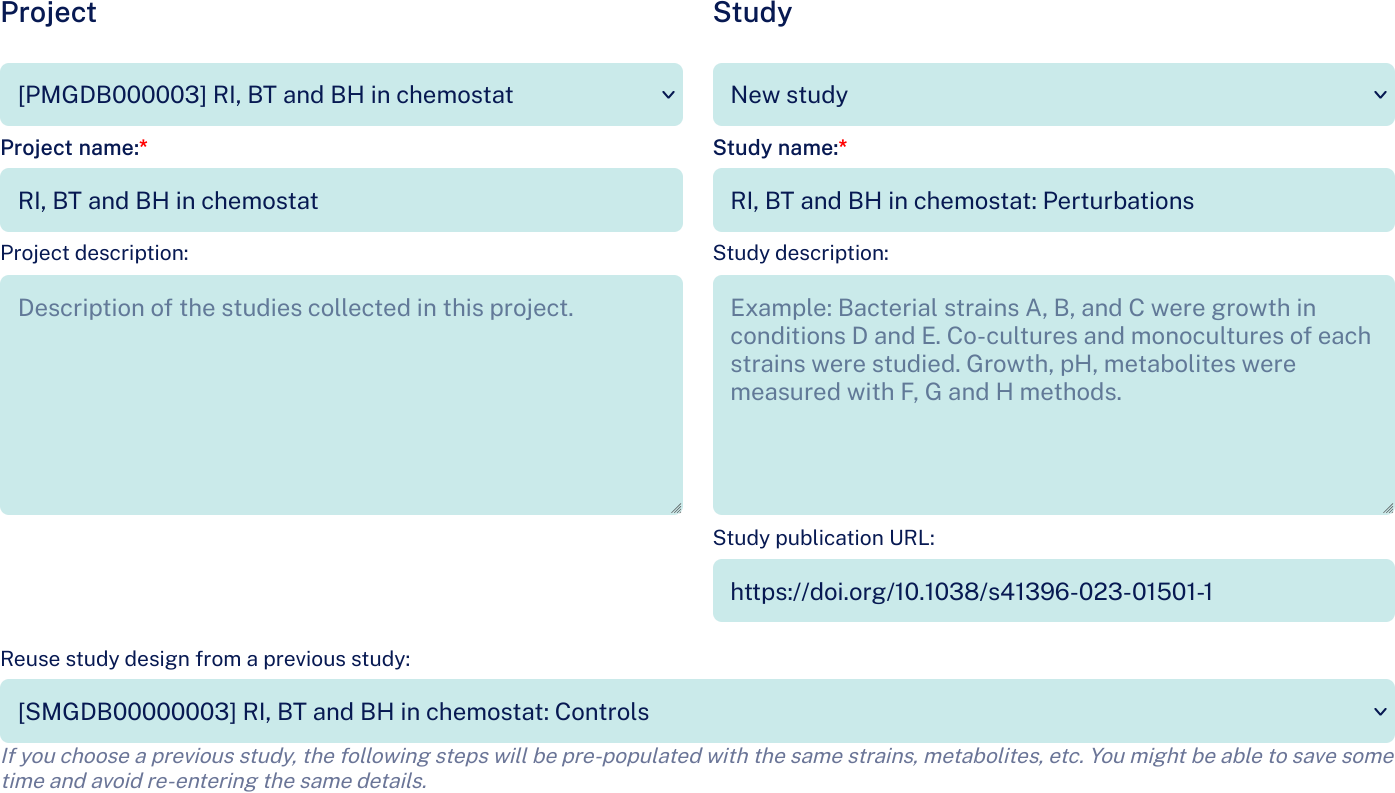 Project
[PMGDB000003] RI, BT and BH in chemostat
Project name:*
RI, BT and BH in chemostat
Project description:
Description of the studies collected in this project.
Study
New study
Study name:*
RI, BT and BH in chemostat: Perturbations
Study description:
Example: Bacterial strains A, B, and C were growth in
conditions D and E. Co-cultures and monocultures of each
strains were studied. Growth, pH, metabolites were
measured with F, G and H methods.
Study publication URL:
https://doi.org/10.1038/s41396-023-01501-1
Reuse study design from a previous study:
[SMGDB00000003] RI, BT and BH in chemostat: Controls
If you choose a previous study, the following steps will be pre-populated with the same strains, metabolites, etc. You might be able to save some
time and avoid re-entering the same details.